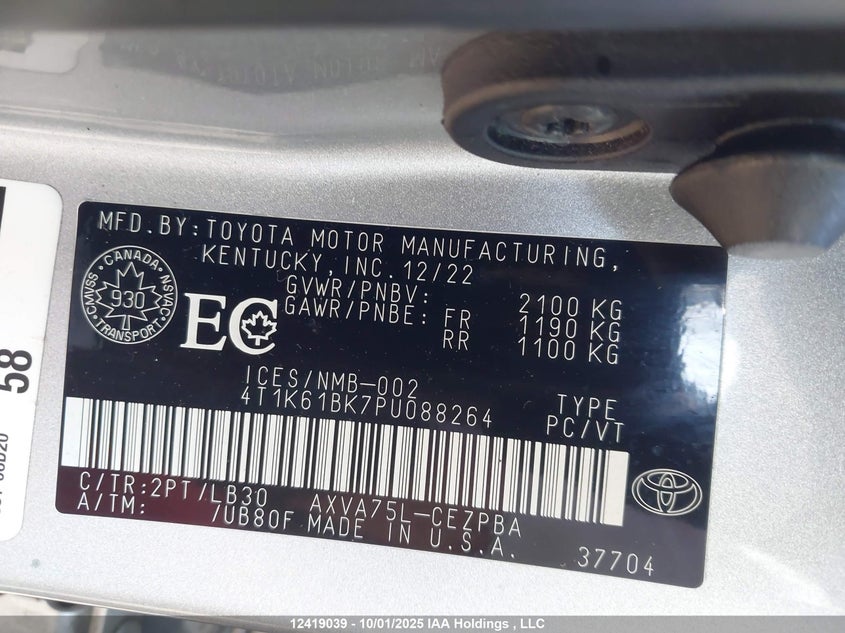 MFD.BY:TOYOTA MOTOR MANUFACTURING,
KENTUCKY,INC.12/22
GVWR/PNBV: 2100 KG
GAWR/PNBE: FR 1190 KG
RR 1100 KG
CANADA
CMVSS 930 NSVAC
TRANSPORT
EC
ICES/NMB-002
4T1K61BK7PU088264
TYPE
PC/VT
C/TR:2PT/LB30 AXVA75L-CEZPBA
A/TM: /UB80F MADE IN U.S.A. 37704
58
12419039 - 10/01/2025 IAA Holdings , LLC